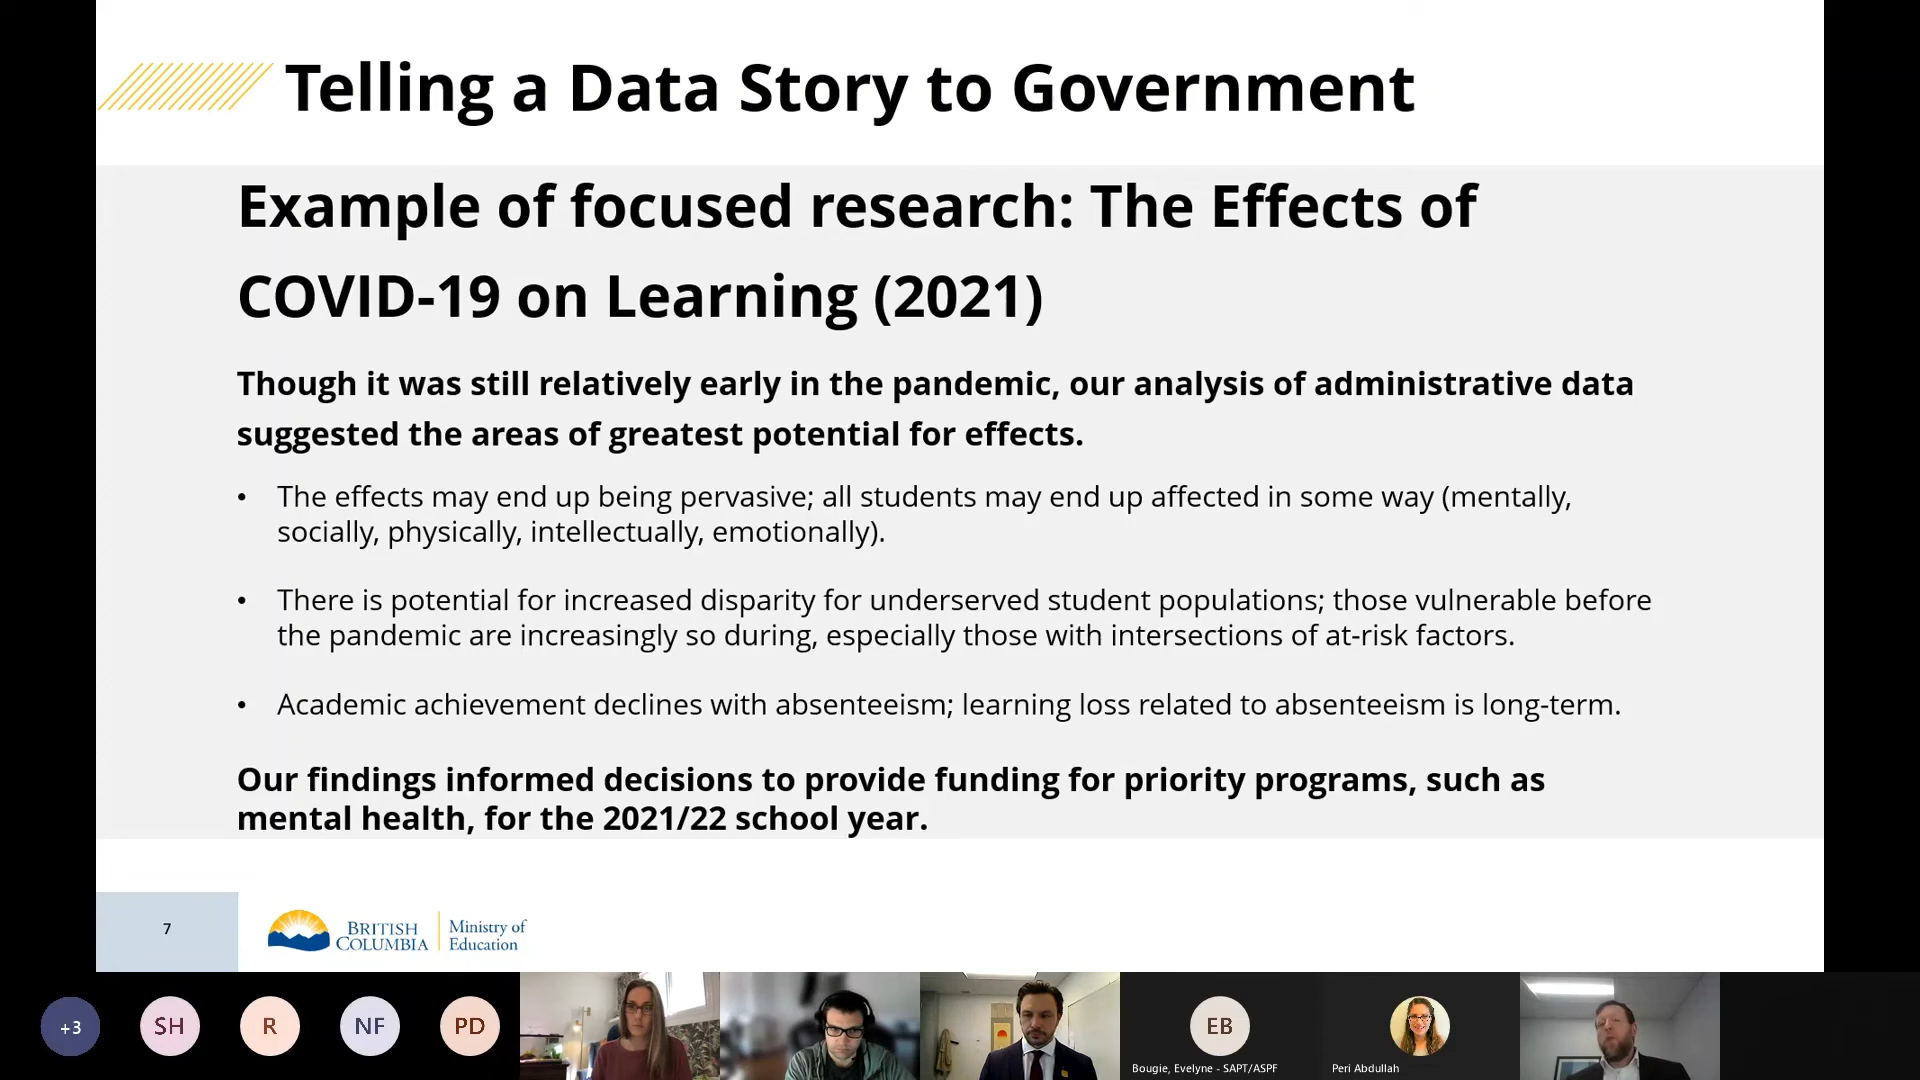 Telling a Data Story to Government
Example of focused research: The Effects of
COVID-19 on Learning (2021)
Though it was still relatively early in the pandemic, our analysis of administrative data
suggested the areas of greatest potential for effects.
• The effects may end up being pervasive; all students may end up affected in some way (mentally,
socially, physically, intellectually, emotionally).
• There is potential for increased disparity for underserved student populations; those vulnerable before
the pandemic are increasingly so during, especially those with intersections of at-risk factors.
• Academic achievement declines with absenteeism; learning loss related to absenteeism is long-term.
Our findings informed decisions to provide funding for priority programs, such as
mental health, for the 2021/22 school year.
7
BRITISH
COLUMBIA
Ministry of
Education
+3
SH
R
NF
PD
EB
Bougie, Evelyne - SAPT/ASPF
Peri Abdullah